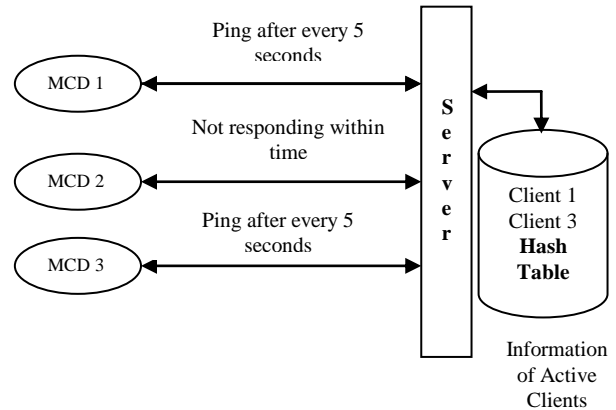 Ping after every 5
seconds
MCD 1
Not responding within
time
MCD 2
Ping after every 5
seconds
MCD 3
S
e
r
v
e
r
Client 1
Client 3
Hash
Table
Information
of Active
Clients